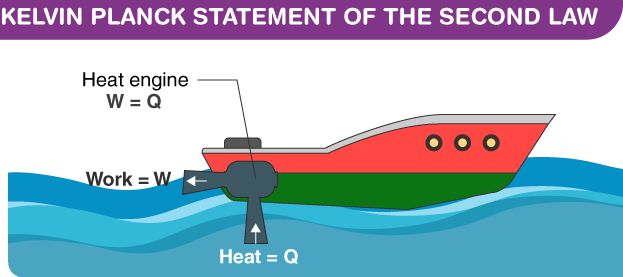 KELVIN PLANCK STATEMENT OF THE SECOND LAW
Heat engine
W = Q
Work = W
Heat = Q